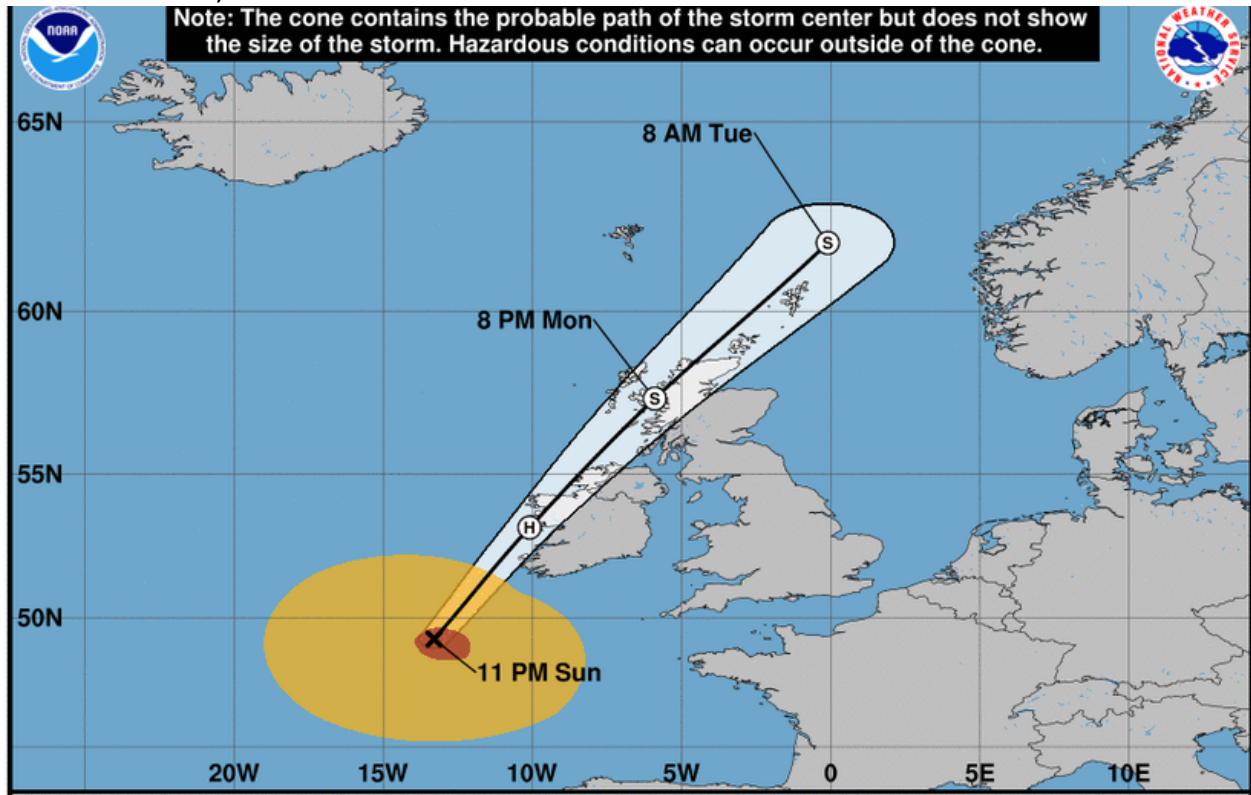 Note: The cone contains the probable path of the storm center but does not show
the size of the storm. Hazardous conditions can occur outside of the cone.
NOAA
NATIONAL WEATHER SERVICE
65N
8 AM Tue
60N
8 PM Mon
S
S
55N
H
50N
11 PM Sun
20W
15W
10W
5W
0
5E
10E